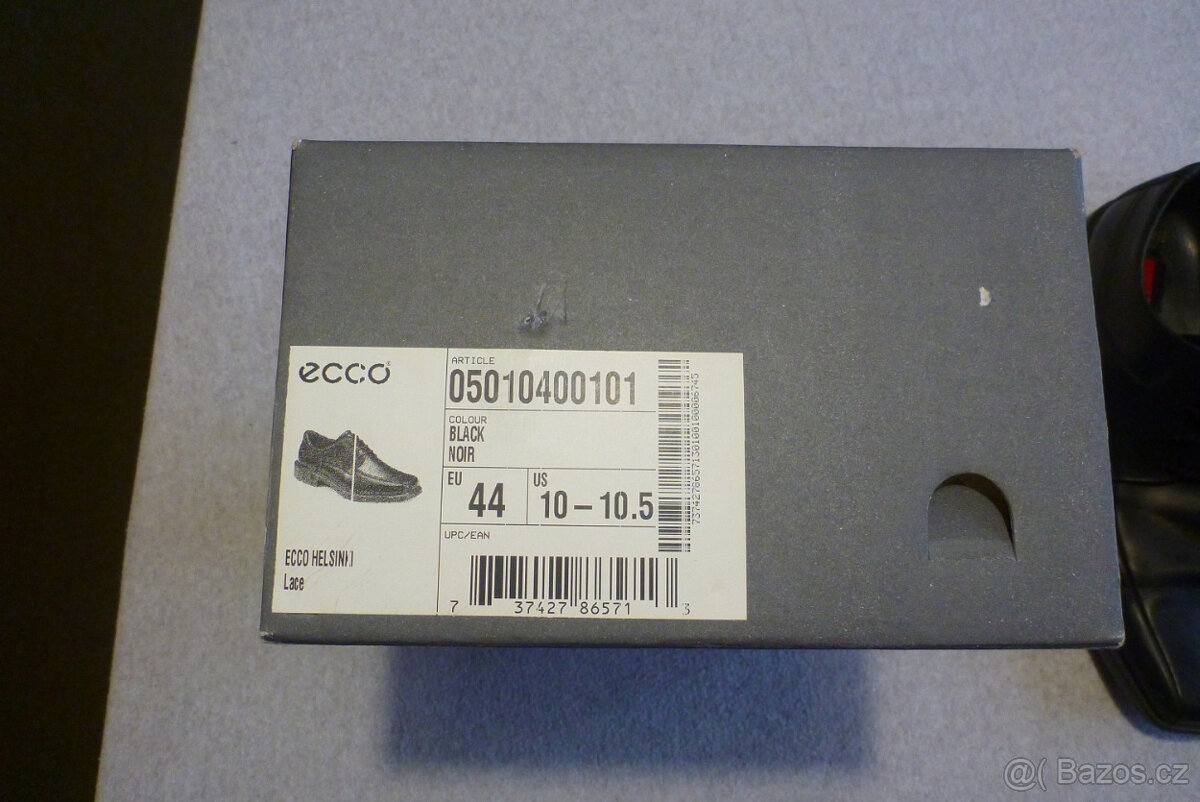 ecco
ARTICLE
05010400101
COLOUR
BLACK
NOIR
EU
44
US
10 – 10.5
UPC/EAN
7 37427 86571 3
ECCO HELSINKI
Lace
@( Bazos.cz